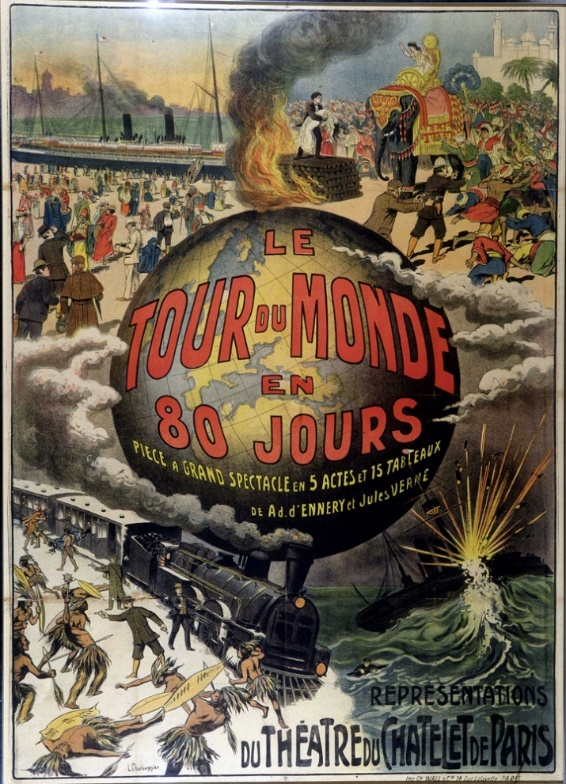 LE
TOUR DU MONDE
EN
80 JOURS
PIECE A GRAND SPECTACLE EN 5 ACTES ET 15 TABLEAUX
DE Ad. d'ENNERY et Jules VERNE
REPRÉSENTATIONS
DU THÉATRE DU CHATELET DE PARIS